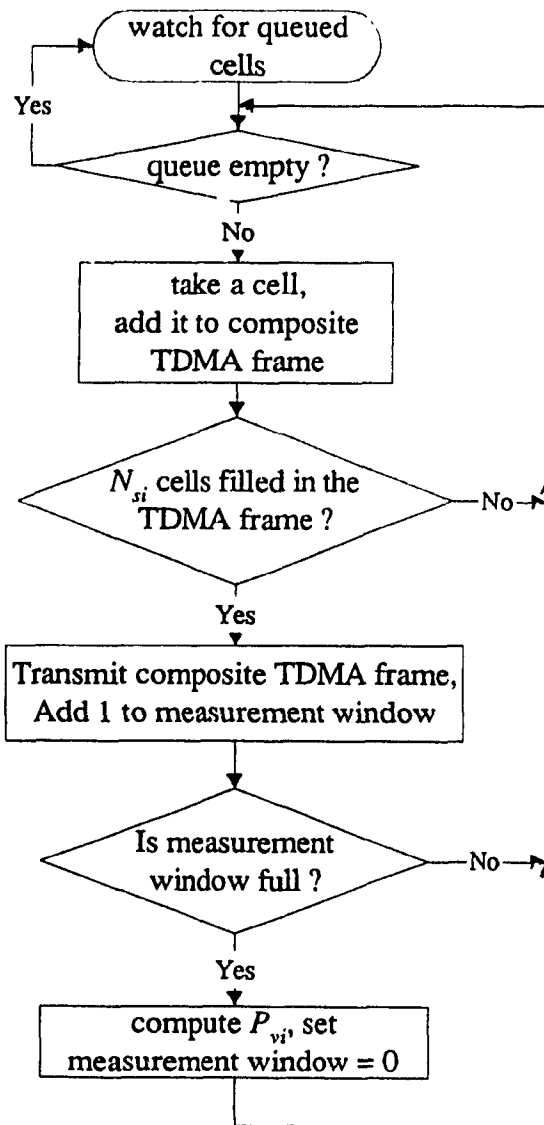 watch for queued
cells
Yes
queue empty ?
No
take a cell,
add it to composite
TDMA frame
N_si cells filled in the
TDMA frame ?
No
Yes
Transmit composite TDMA frame,
Add 1 to measurement window
Is measurement
window full ?
No
Yes
compute P_vi, set
measurement window = 0